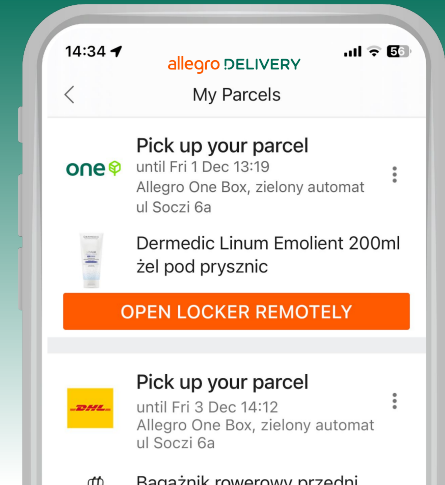 14:34
56
allegro DELIVERY
My Parcels
Pick up your parcel
one
until Fri 1 Dec 13:19
Allegro One Box, zielony automat
ul Soczi 6a
Dermedic Linum Emolient 200ml
żel pod prysznic
OPEN LOCKER REMOTELY
Pick up your parcel
DHL
until Fri 3 Dec 14:12
Allegro One Box, zielony automat
ul Soczi 6a
Bagażnik rowerowy przedni